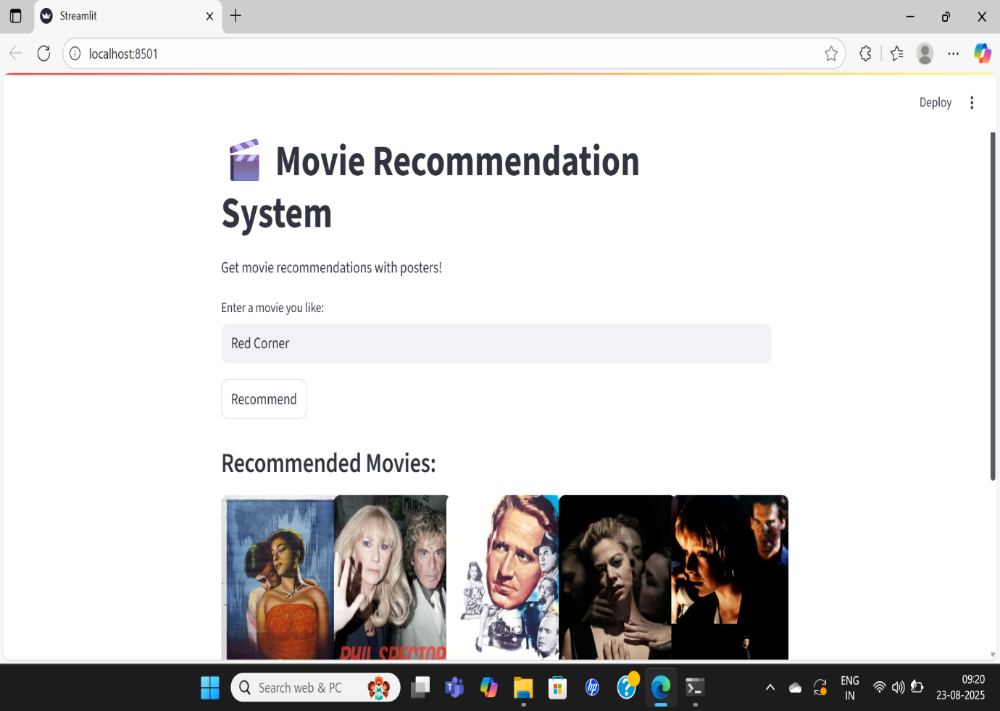 Streamlit
localhost:8501
Deploy
Movie Recommendation
System
Get movie recommendations with posters!
Enter a movie you like:
Red Corner
Recommend
Recommended Movies:
MURDER
PHIL SPECTOR
Search web & PC
ENG
IN
09:20
23-08-2025